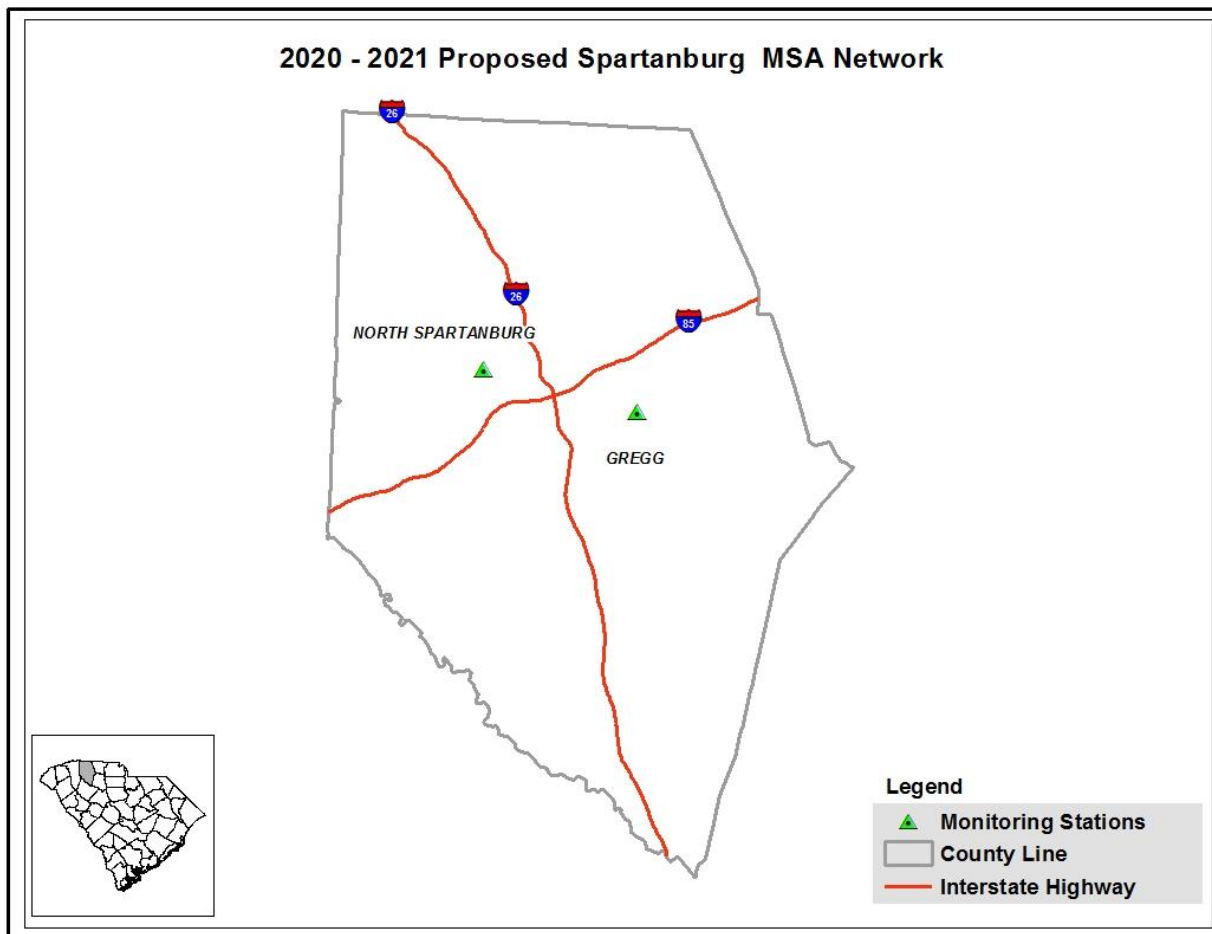 2020 - 2021 Proposed Spartanburg MSA Network
26
26
85
NORTH SPARTANBURG
GREGG
Legend
Monitoring Stations
County Line
Interstate Highway